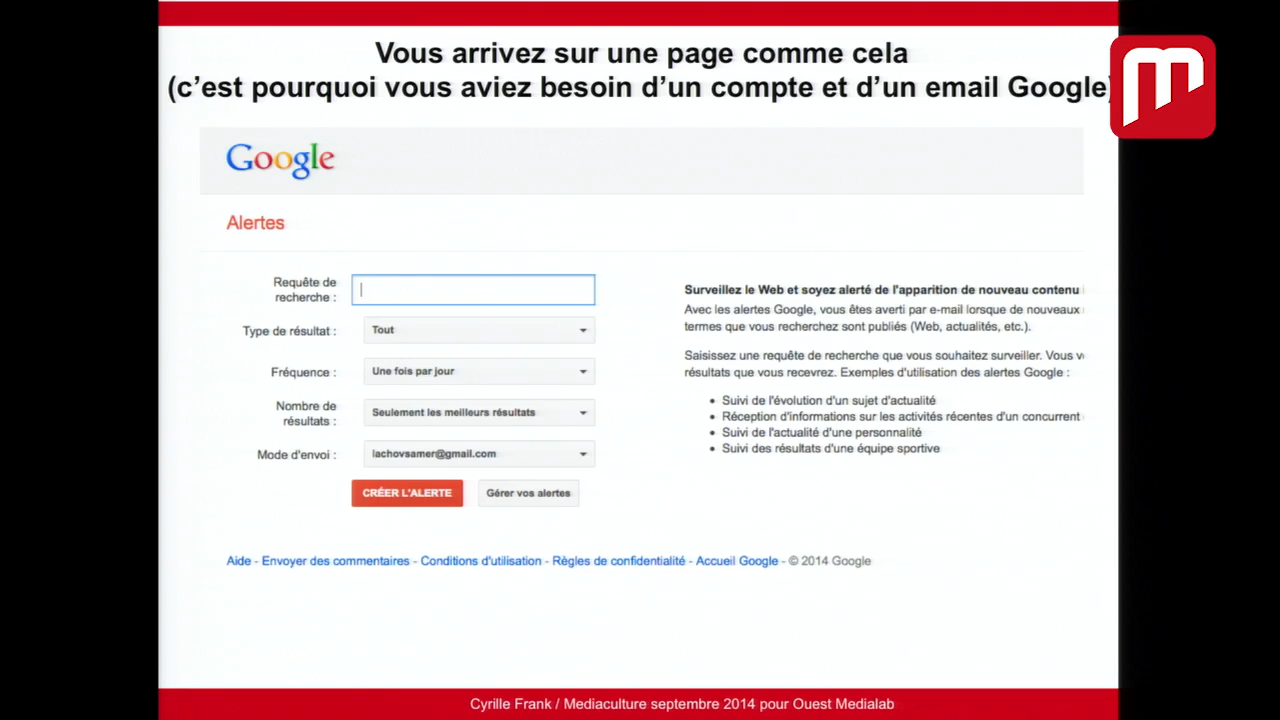 Vous arrivez sur une page comme cela
(c’est pourquoi vous aviez besoin d’un compte et d’un email Google)
Google
Alertes
Requête de
recherche :
Type de résultat :
Tout
Fréquence :
Une fois par jour
Nombre de
résultats :
Seulement les meilleurs résultats
Mode d'envoi :
lachovsamer@gmail.com
CRÉER L'ALERTE
Gérer vos alertes
Surveillez le Web et soyez alerté de l'apparition de nouveau contenu
Avec les alertes Google, vous êtes averti par e-mail lorsque de nouveaux
termes que vous recherchez sont publiés (Web, actualités, etc.).
Saisissez une requête de recherche que vous souhaitez surveiller. Vous
résultats que vous recevrez. Exemples d'utilisation des alertes Google :
• Suivi de l'évolution d'un sujet d'actualité
• Réception d'informations sur les activités récentes d'un concurrent
• Suivi de l'actualité d'une personnalité
• Suivi des résultats d'une équipe sportive
Aide - Envoyer des commentaires - Conditions d'utilisation - Règles de confidentialité - Accueil Google - © 2014 Google
Cyrille Frank / Mediaculture septembre 2014 pour Ouest Medialab